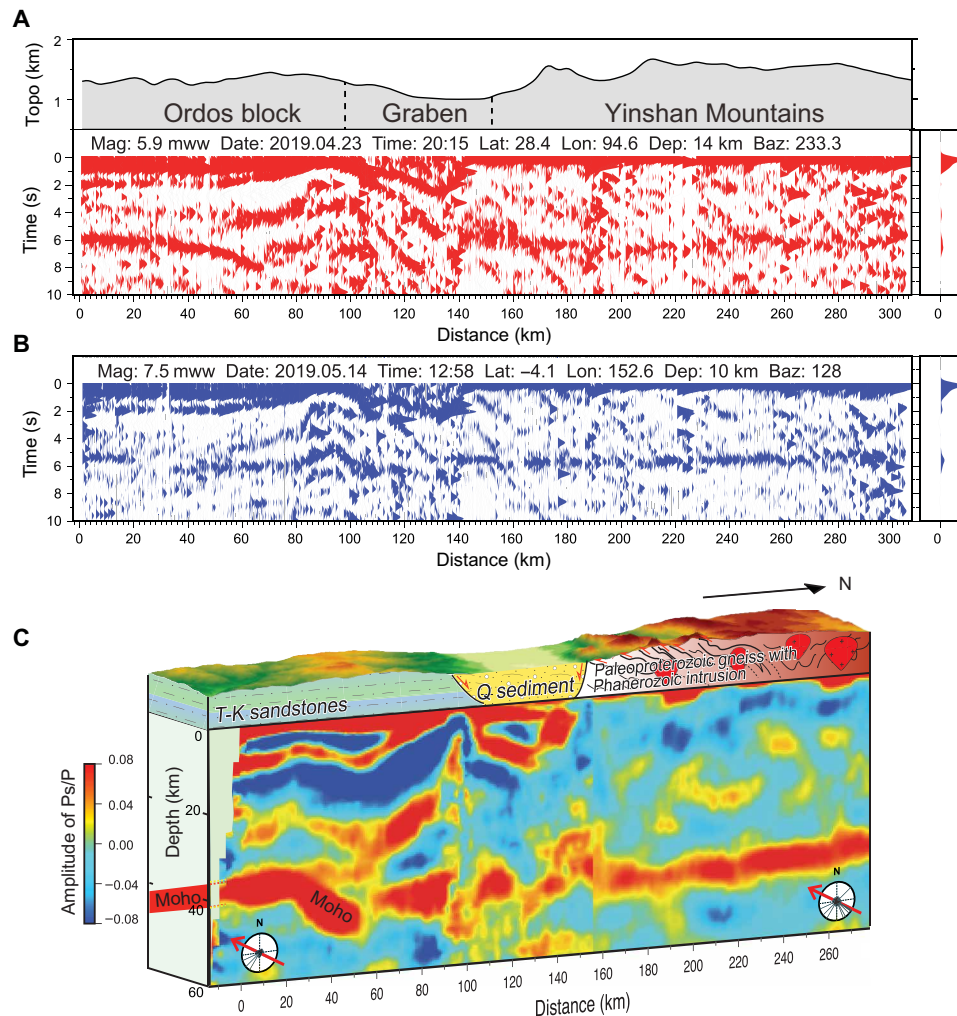 A
Topo (km)
2
1
Ordos block
Graben
Yinshan Mountains
Mag: 5.9 mww Date: 2019.04.23 Time: 20:15 Lat: 28.4 Lon: 94.6 Dep: 14 km Baz: 233.3
Time (s)
0
2
4
6
8
10
0 20 40 60 80 100 120 140 160 180 200 220 240 260 280 300 0
Distance (km)
B
Mag: 7.5 mww Date: 2019.05.14 Time: 12:58 Lat: –4.1 Lon: 152.6 Dep: 10 km Baz: 128
Time (s)
0
2
4
6
8
10
0 20 40 60 80 100 120 140 160 180 200 220 240 260 280 300 0
Distance (km)
C
N
T-K sandstones
Q sediment
Paleoproterozoic gneiss with
Phanerozoic intrusion
Amplitude of Ps/P
0.08
0.04
0.00
–0.04
–0.08
Depth (km)
0
20
40
60
Moho
Moho
N
N
0 20 40 60 80 100 120 140 160 180 200 220 240 260
Distance (km)